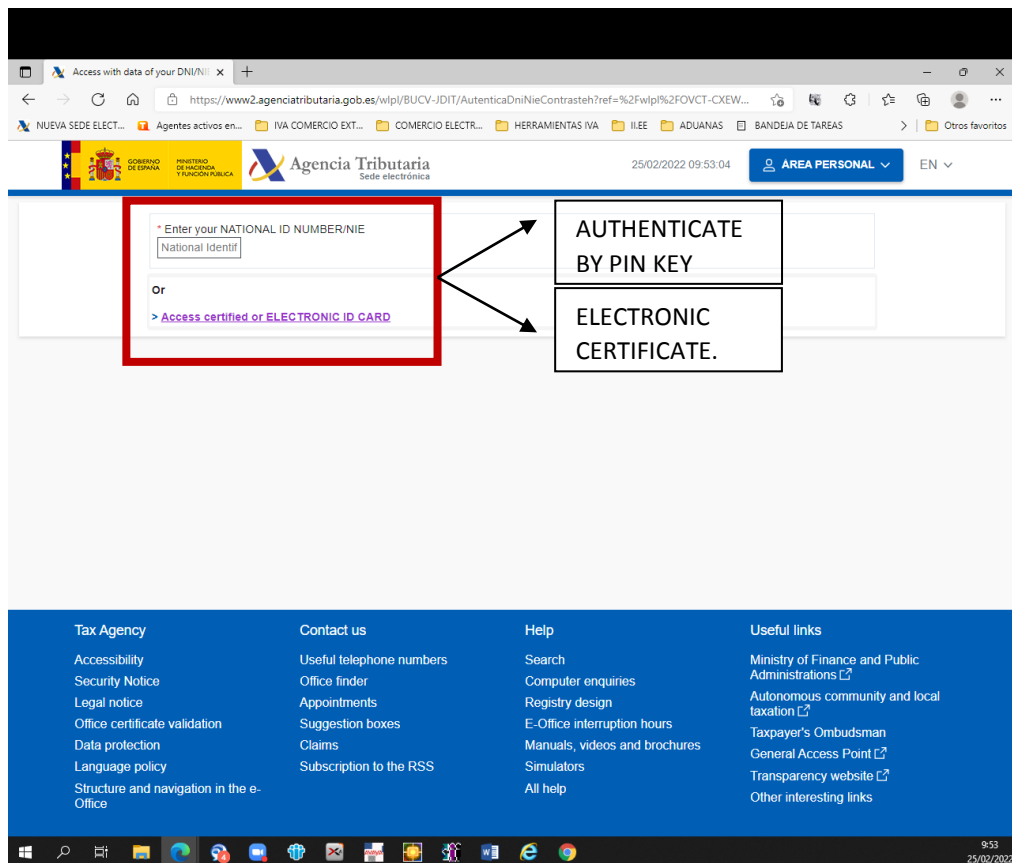 Access with data of your DNI/NI
https://www2.agenciatributaria.gob.es/wlpl/BUCV-JDIT/AutenticaDniNieContrasteh?ref=%2Fwlpl%2FOVCT-CXEW...
NUEVA SEDE ELECT... Agentes activos en... IVA COMERCIO EXT... COMERCIO ELECTR... HERRAMIENTAS IVA II.EE ADUANAS BANDEJA DE TAREAS Otros favoritos
GOBIERNO
DE ESPAÑA
MINISTERIO
DE HACIENDA
Y FUNCIÓN PÚBLICA
Agencia Tributaria
Sede electrónica
25/02/2022 09:53:04
ÁREA PERSONAL
EN
* Enter your NATIONAL ID NUMBER/NIE
National Identif
Or
> Access certified or ELECTRONIC ID CARD
AUTHENTICATE
BY PIN KEY
ELECTRONIC
CERTIFICATE.
Tax Agency
Accessibility
Security Notice
Legal notice
Office certificate validation
Data protection
Language policy
Structure and navigation in the e-
Office
Contact us
Useful telephone numbers
Office finder
Appointments
Suggestion boxes
Claims
Subscription to the RSS
Help
Search
Computer enquiries
Registry design
E-Office interruption hours
Manuals, videos and brochures
Simulators
All help
Useful links
Ministry of Finance and Public
Administrations
Autonomous community and local
taxation
Taxpayer's Ombudsman
General Access Point
Transparency website
Other interesting links
9:53
25/02/2022